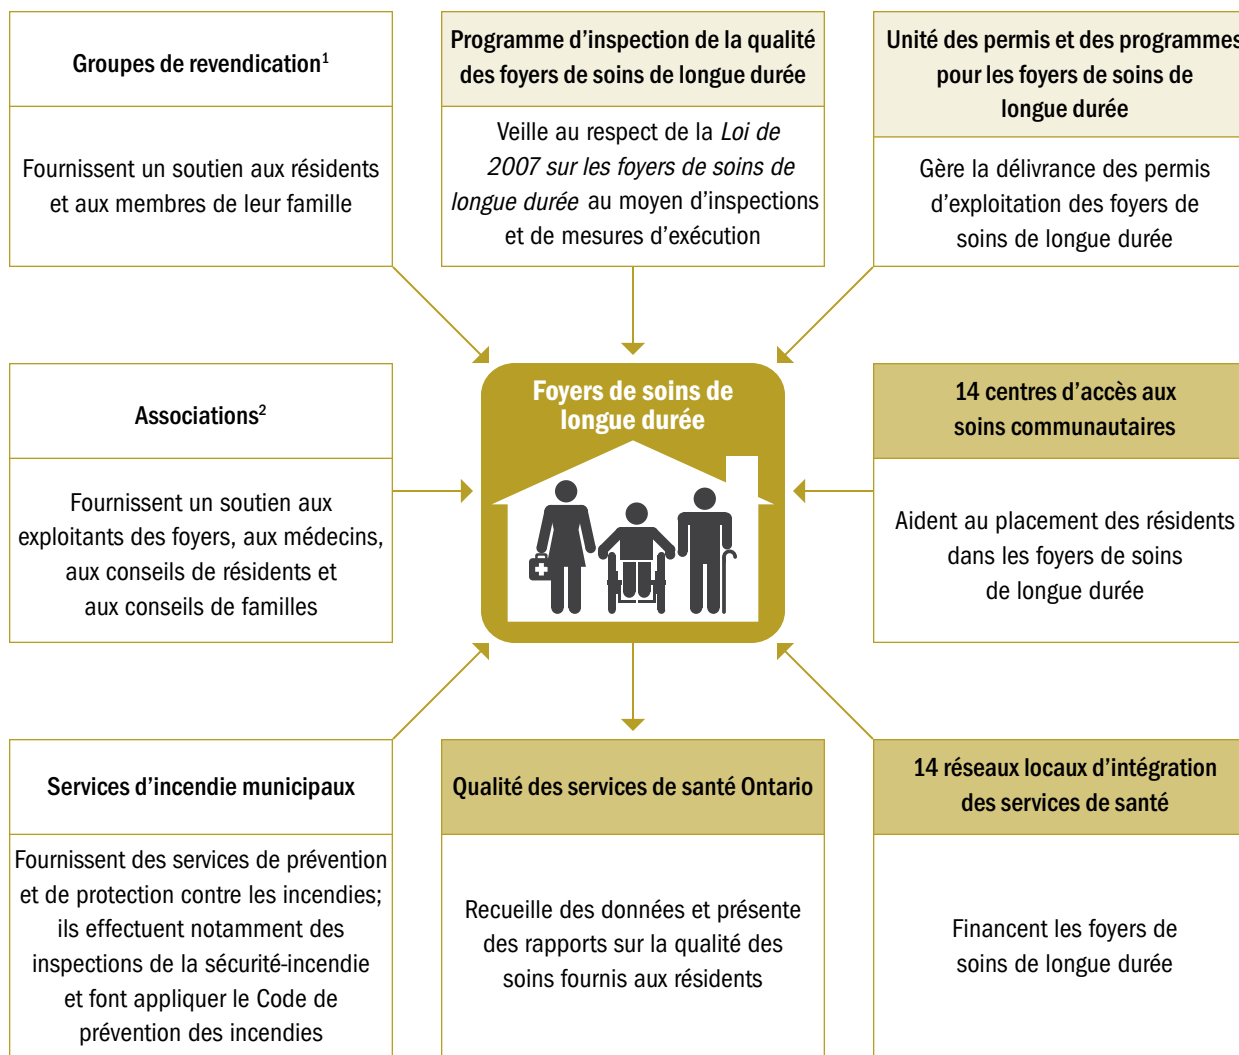 Groupes de revendication¹
Fournissent un soutien aux résidents
et aux membres de leur famille
Programme d’inspection de la qualité
des foyers de soins de longue durée
Veille au respect de la Loi de
2007 sur les foyers de soins de
longue durée au moyen d’inspections
et de mesures d’exécution
Unité des permis et des programmes
pour les foyers de soins de
longue durée
Gère la délivrance des permis
d’exploitation des foyers de
soins de longue durée
Associations²
Fournissent un soutien aux
exploitants des foyers, aux médecins,
aux conseils de résidents et
aux conseils de familles
Foyers de soins de
longue durée
14 centres d’accès aux
soins communautaires
Aident au placement des résidents
dans les foyers de soins
de longue durée
Services d’incendie municipaux
Fournissent des services de prévention
et de protection contre les incendies;
ils effectuent notamment des
inspections de la sécurité-incendie
et font appliquer le Code de
prévention des incendies
Qualité des services de santé Ontario
Recueille des données et présente
des rapports sur la qualité des
soins fournis aux résidents
14 réseaux locaux d’intégration
des services de santé
Financent les foyers de
soins de longue durée